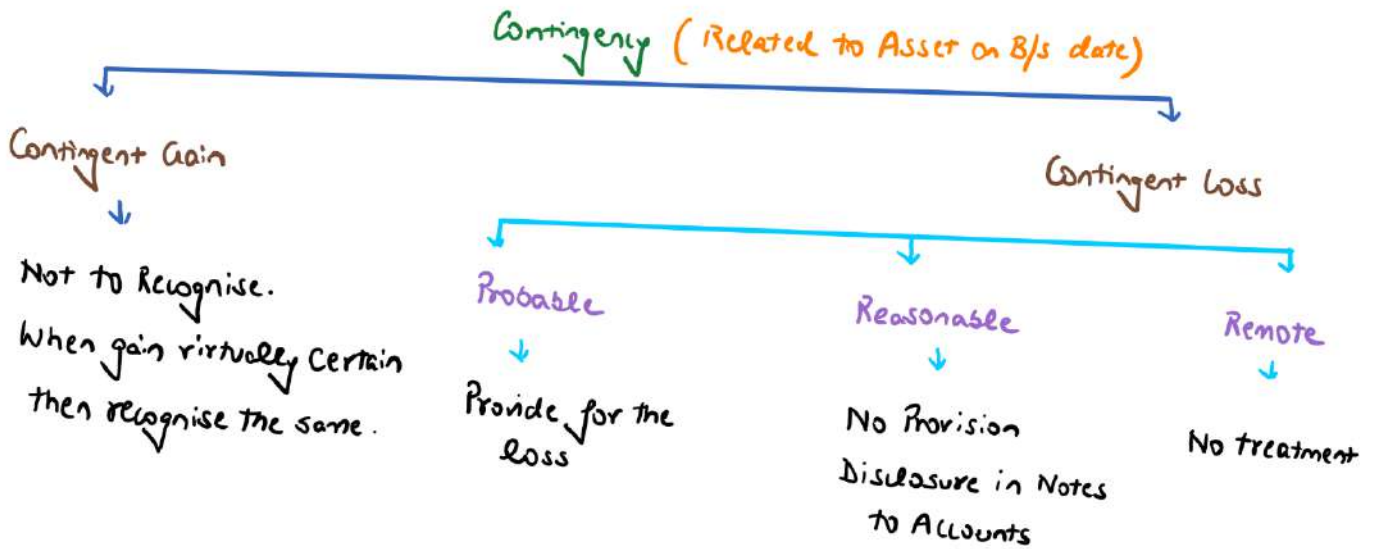 Contingency (Related to Asset on B/s date)
Contingent Gain
Contingent Loss
Not to Recognise.
When gain virtually certain
then recognise the same.
Probable
Reasonable
Remote
Provide for the
loss
No Provision
Disclosure in Notes
to Accounts
No treatment